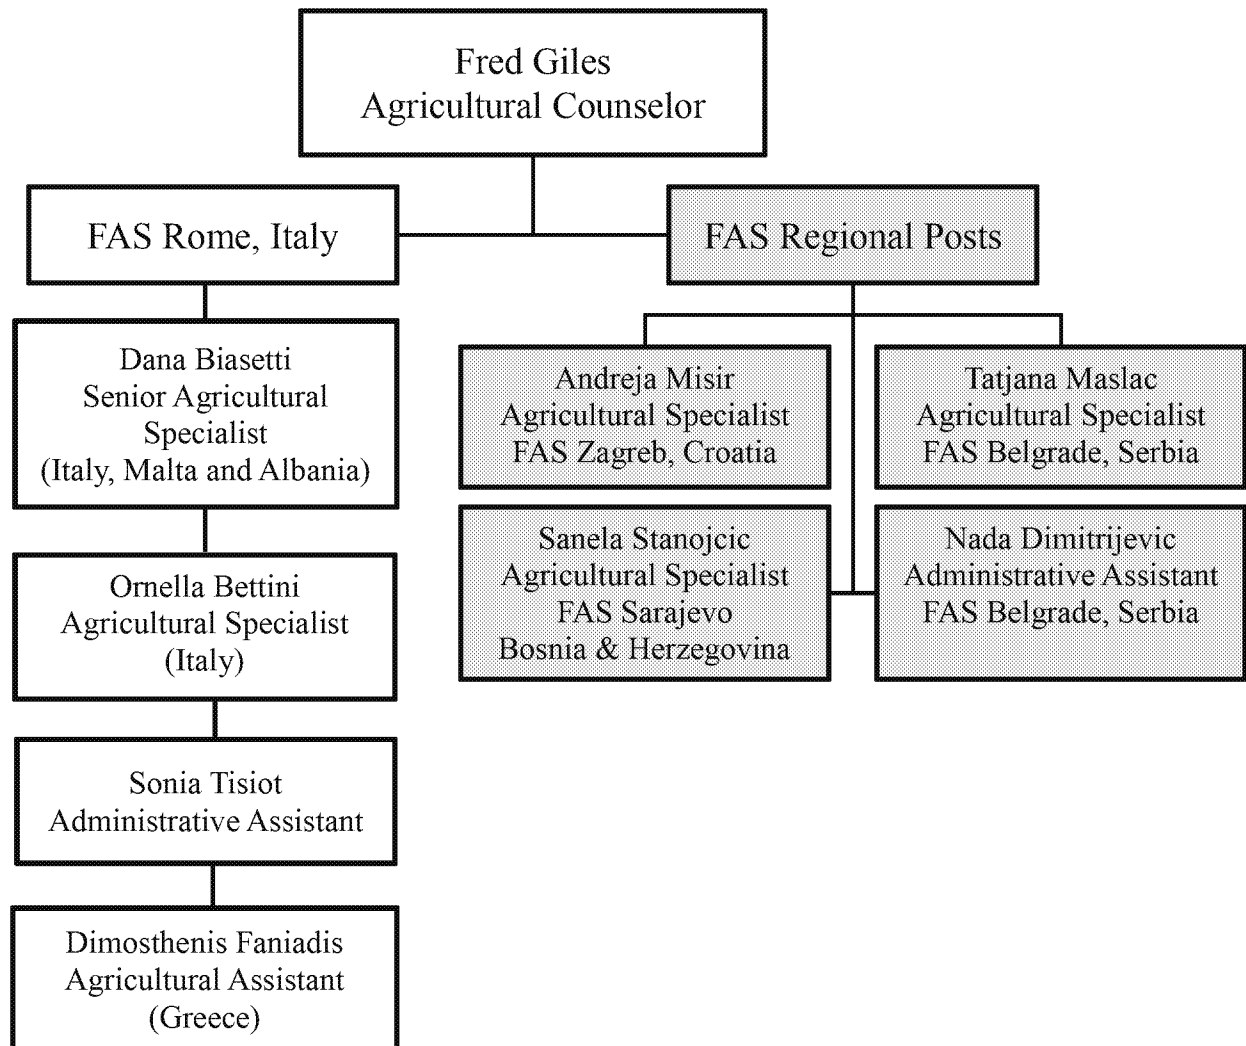 Fred Giles
Agricultural Counselor
FAS Rome, Italy
FAS Regional Posts
Dana Biasetti
Senior Agricultural
Specialist
(Italy, Malta and Albania)
Ornella Bettini
Agricultural Specialist
(Italy)
Sonia Tisiot
Administrative Assistant
Dimosthenis Faniadis
Agricultural Assistant
(Greece)
Andreja Misir
Agricultural Specialist
FAS Zagreb, Croatia
Tatjana Maslac
Agricultural Specialist
FAS Belgrade, Serbia
Sanela Stanojcic
Agricultural Specialist
FAS Sarajevo
Bosnia & Herzegovina
Nada Dimitrijevic
Administrative Assistant
FAS Belgrade, Serbia